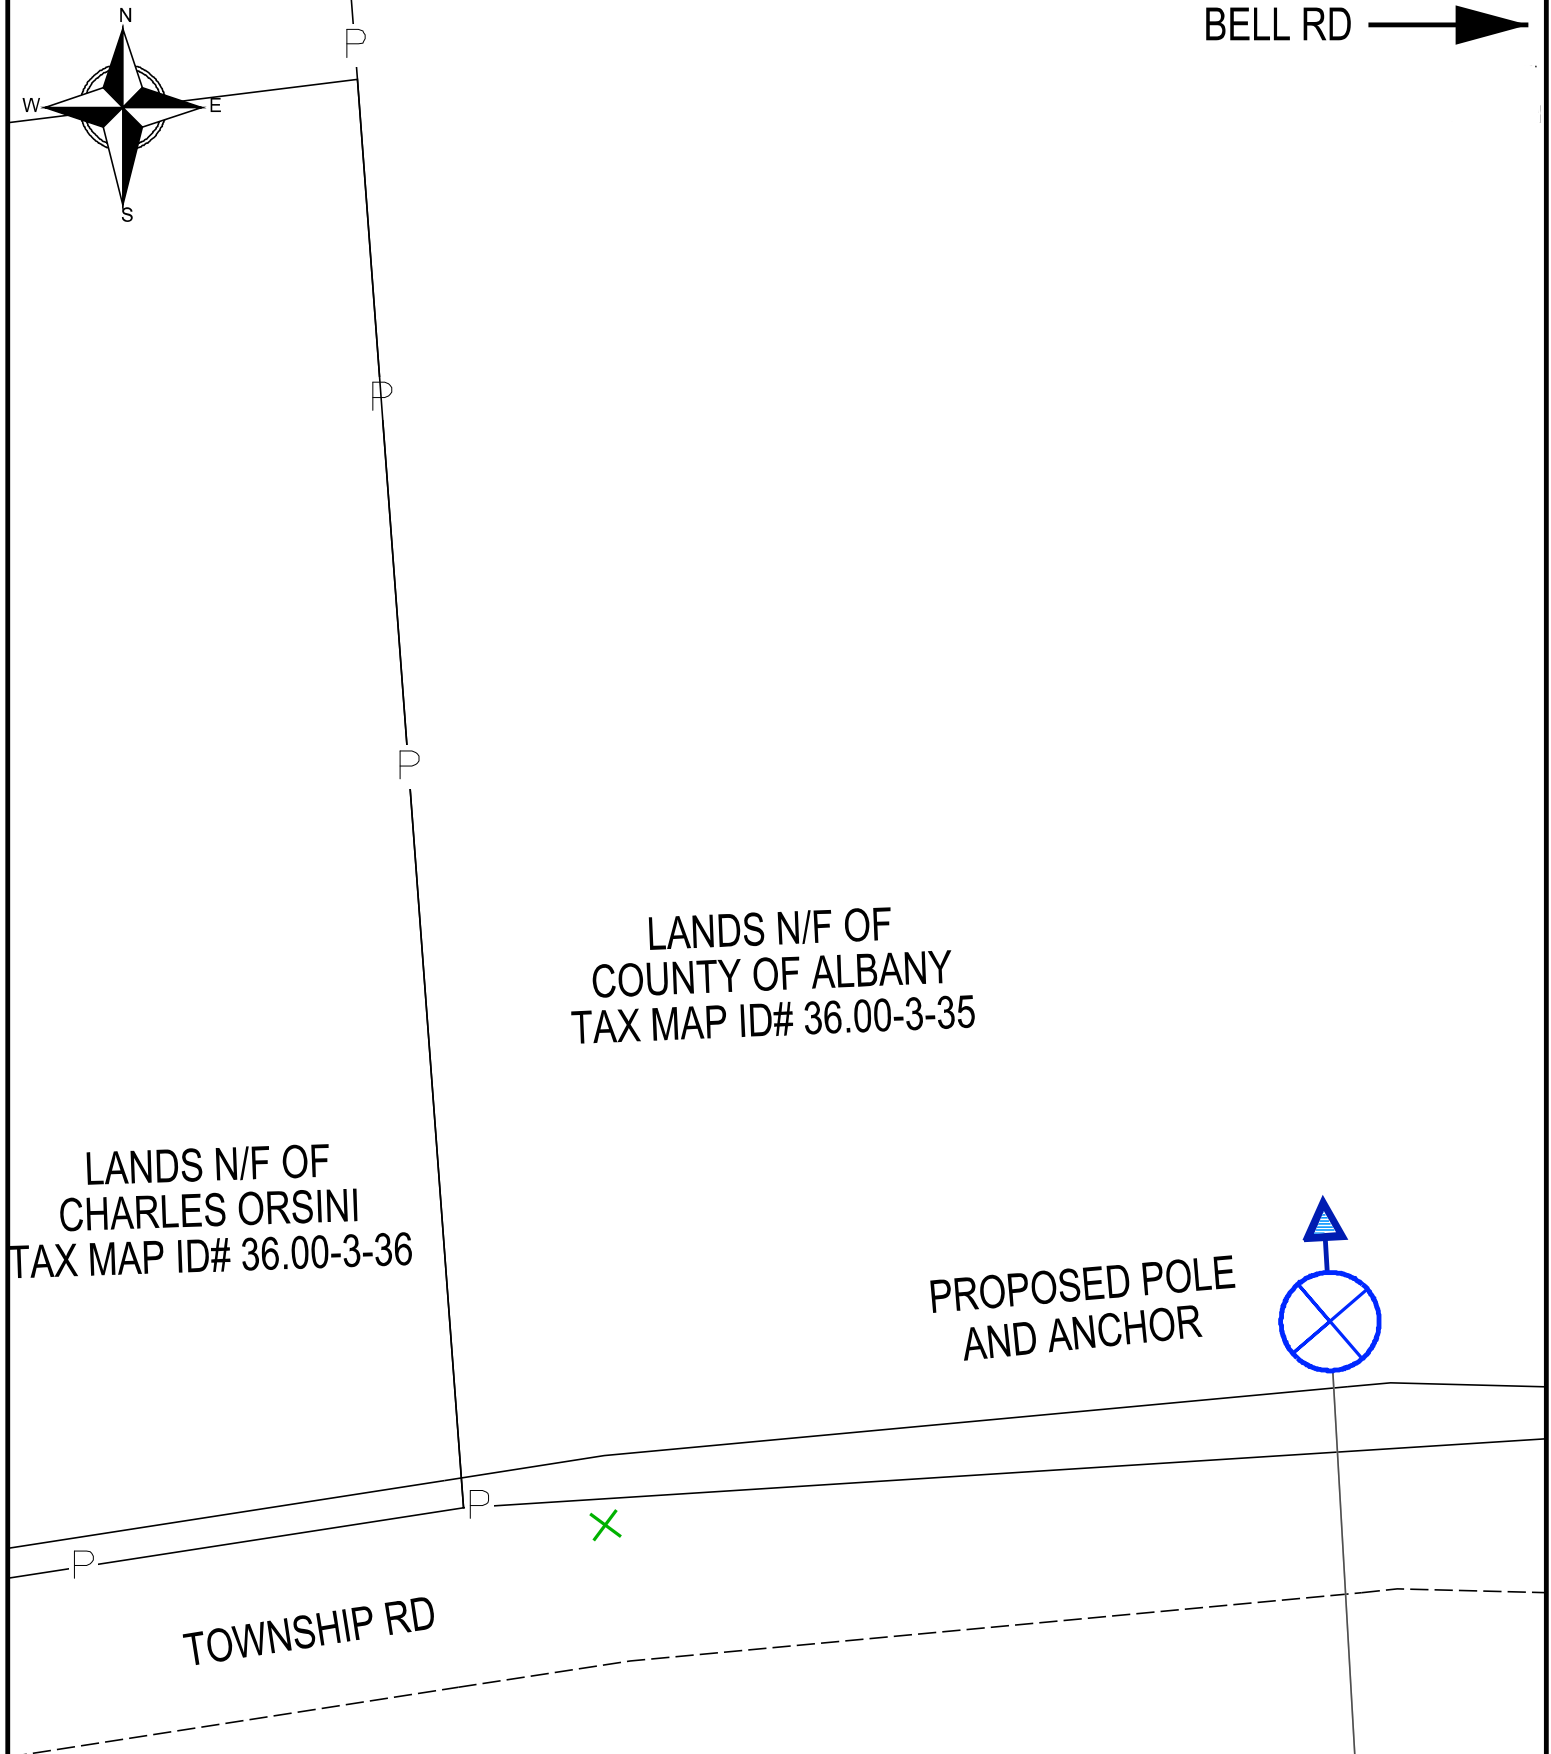 N
BELL RD
W
E
S
P
P
P
LANDS N/F OF
COUNTY OF ALBANY
TAX MAP ID# 36.00-3-35
LANDS N/F OF
CHARLES ORSINI
TAX MAP ID# 36.00-3-36
PROPOSED POLE
AND ANCHOR
P
P
TOWNSHIP RD